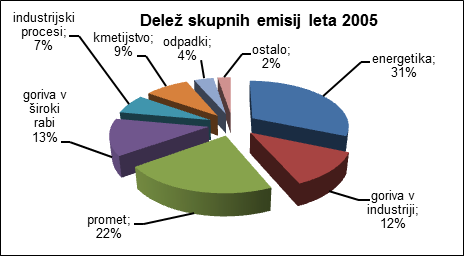 Delež skupnih emisij leta 2005
industrijski
procesi;
7%
kmetijstvo;
9%
odpadki;
4%
ostalo;
2%
energetika;
31%
goriva v
široki
rabi
13%
promet;
22%
goriva v
industriji;
12%